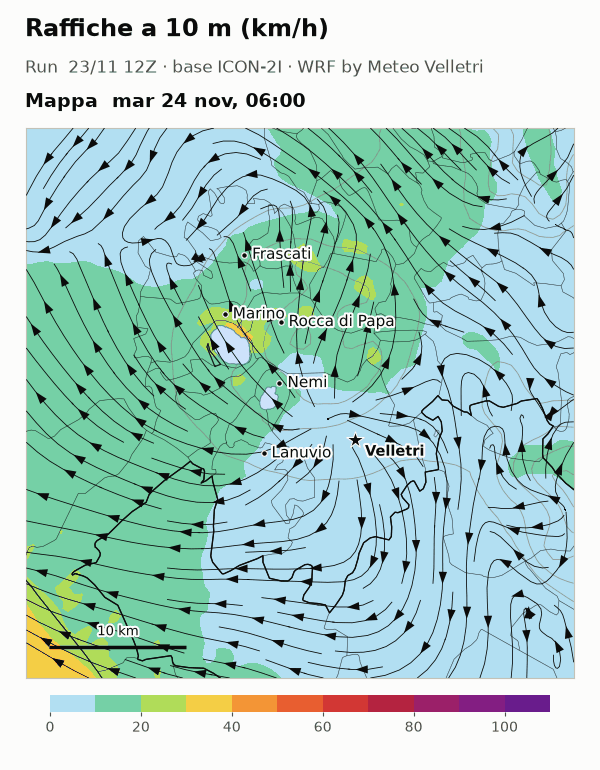 Raffiche a 10 m (km/h)
Run  23/11 12Z · base ICON-2I · WRF by Meteo Velletri
Mappa  mar 24 nov, 06:00
Frascati
Marino
Rocca di Papa
Nemi
Velletri
Lanuvio
10 km
0 20 40 60 80 100